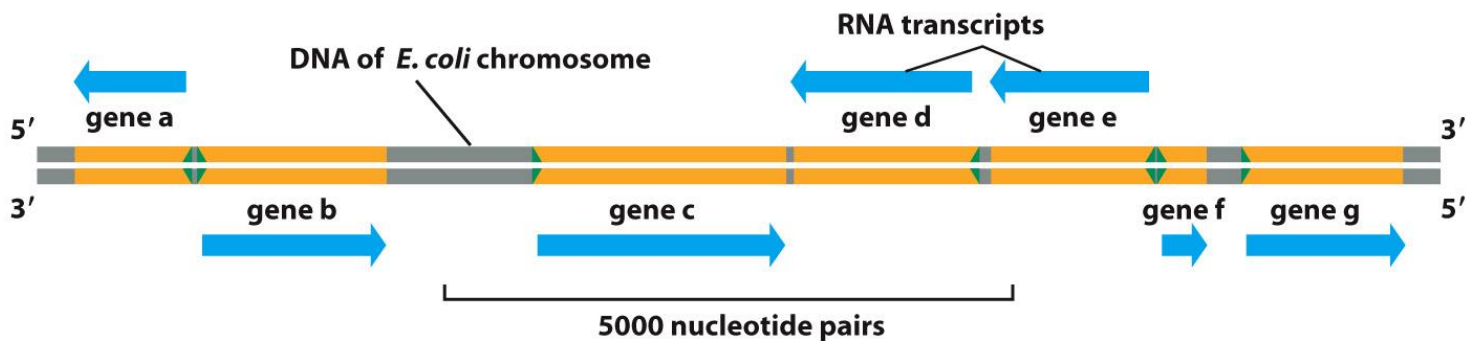 RNA transcripts
DNA of E. coli chromosome
gene a
gene d
gene e
5′
3′
3′
5′
gene b
gene c
gene f
gene g
5000 nucleotide pairs